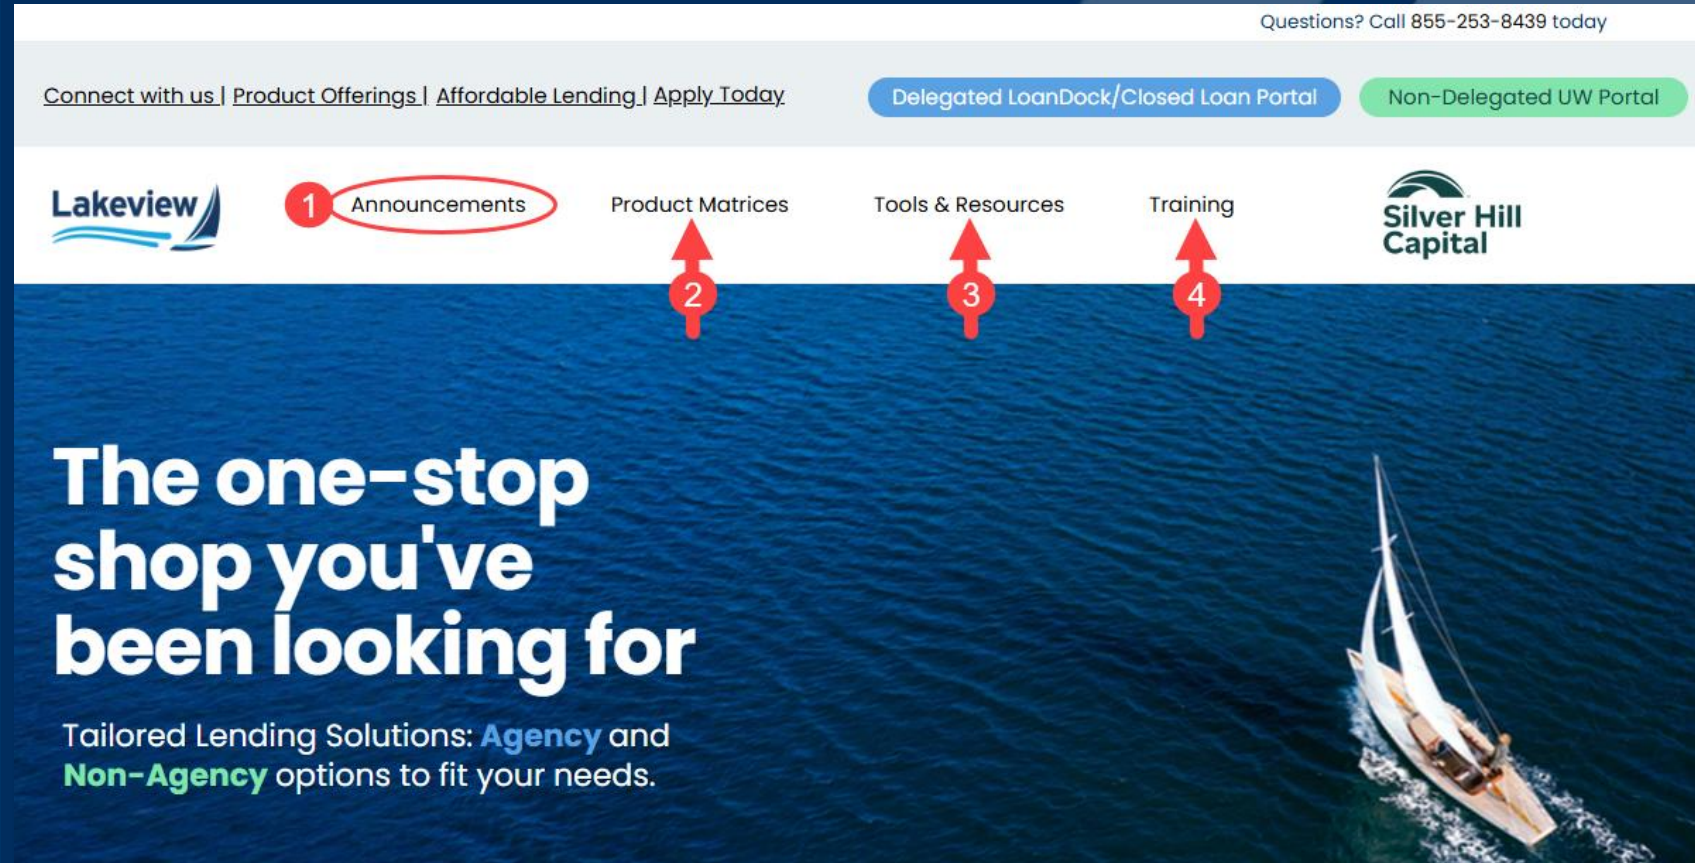 Questions? Call 855-253-8439 today
Connect with us | Product Offerings | Affordable Lending | Apply Today
Delegated LoanDock/Closed Loan Portal
Non-Delegated UW Portal
Lakeview
1
Announcements
Product Matrices
Tools & Resources
Training
Silver Hill
Capital
2
3
4
The one-stop
shop you've
been looking for
Tailored Lending Solutions: Agency and
Non-Agency options to fit your needs.